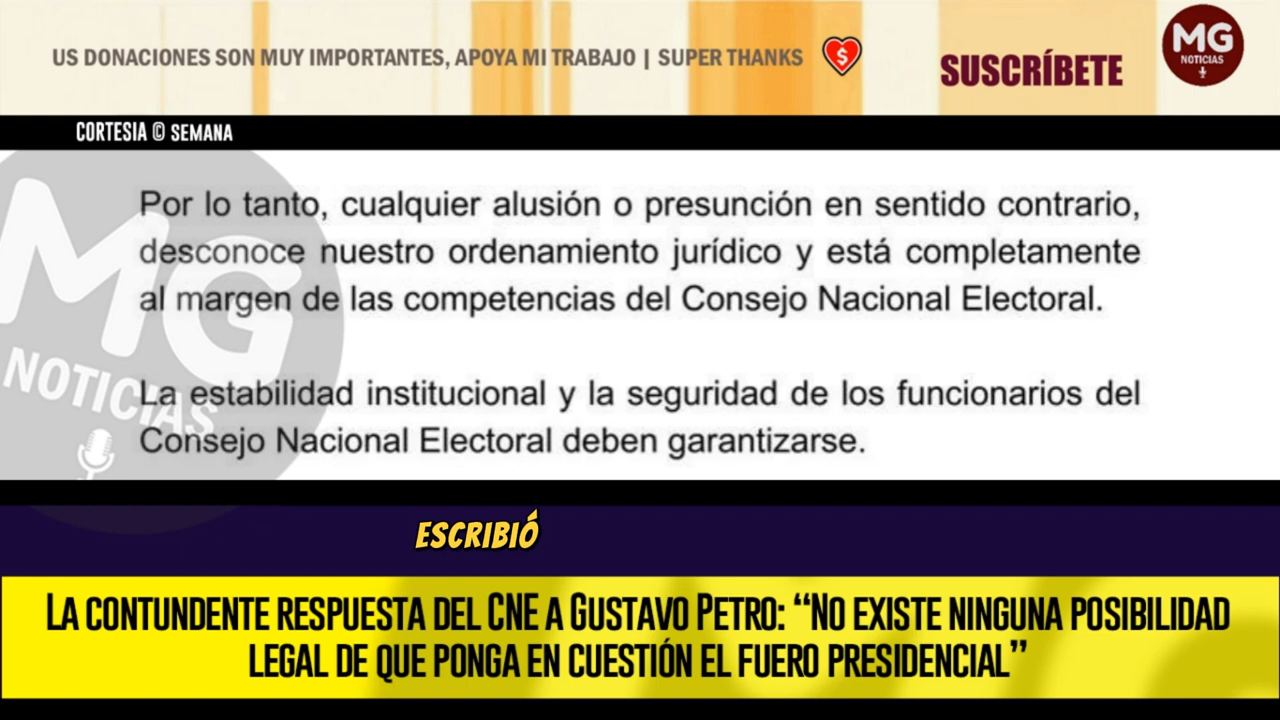 US DONACIONES SON MUY IMPORTANTES, APOYA MI TRABAJO | SUPER THANKS
$
SUSCRÍBETE
MG
NOTICIAS
CORTESIA © SEMANA
Por lo tanto, cualquier alusión o presunción en sentido contrario,
desconoce nuestro ordenamiento jurídico y está completamente
al margen de las competencias del Consejo Nacional Electoral.
MG
NOTICIAS
La estabilidad institucional y la seguridad de los funcionarios del
Consejo Nacional Electoral deben garantizarse.
ESCRIBIÓ
LA CONTUNDENTE RESPUESTA DEL CNE A GUSTAVO PETRO: “NO EXISTE NINGUNA POSIBILIDAD
LEGAL DE QUE PONGA EN CUESTIÓN EL FUERO PRESIDENCIAL”